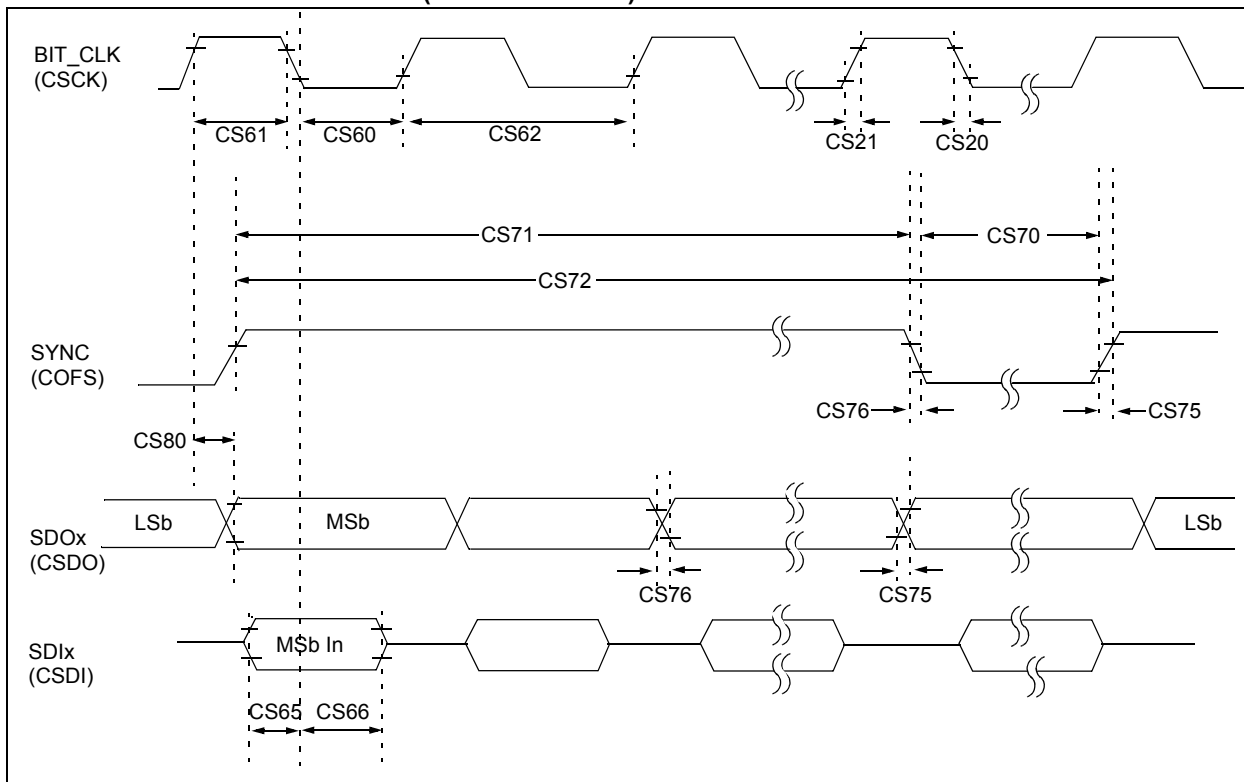 BIT_CLK
(CSCK)
CS61
CS60
CS62
CS21
CS20
CS71
CS70
CS72
SYNC
(COFS)
CS76
CS75
CS80
LSb
MSb
LSb
SDOx
(CSDO)
CS76
CS75
MSb In
SDIx
(CSDI)
CS65
CS66